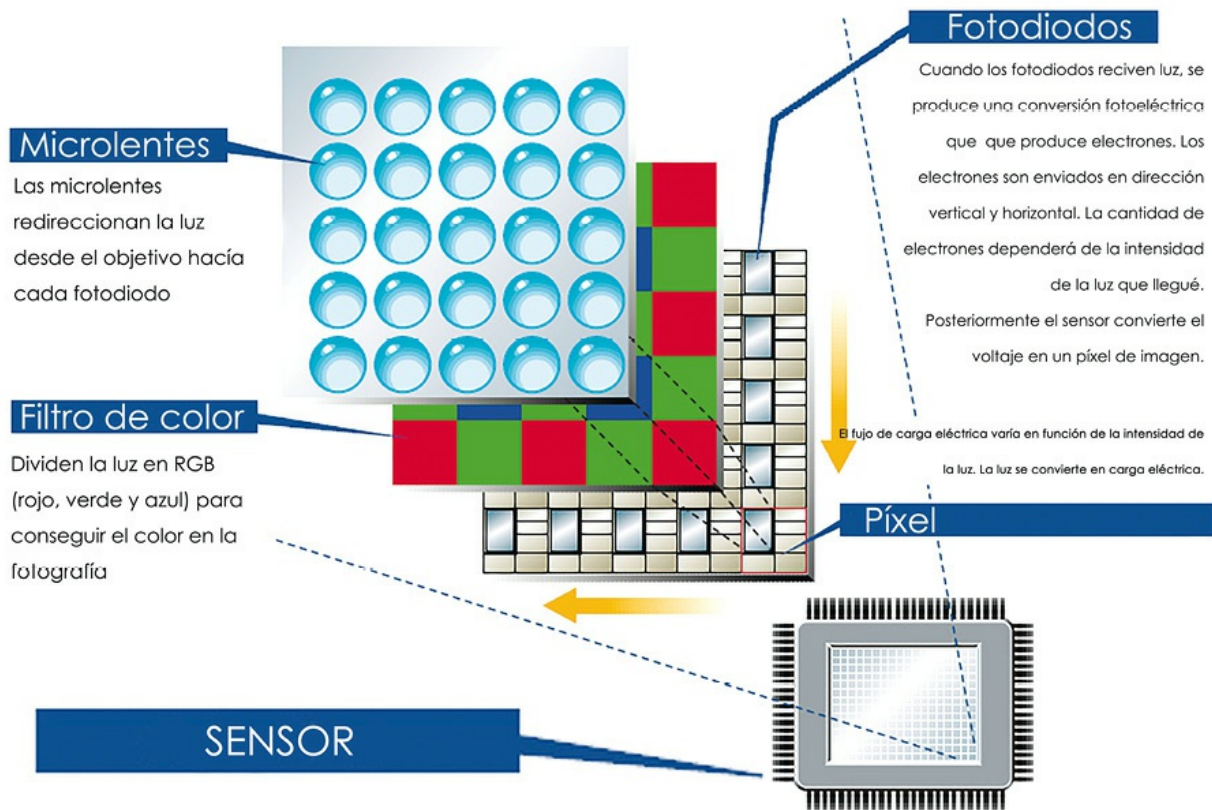 Microlentes
Las microlentes
redireccionan la luz
desde el objetivo hacía
cada fotodiodo
Filtro de color
Dividen la luz en RGB
(rojo, verde y azul) para
conseguir el color en la
fotografía
Fotodiodos
Cuando los fotodiodos reciven luz, se
produce una conversión fotoeléctrica
que que produce electrones. Los
electrones son enviados en dirección
vertical y horizontal. La cantidad de
electrones dependerá de la intensidad
de la luz que llegué.
Posteriormente el sensor convierte el
voltaje en un píxel de imagen.
El fujo de carga eléctrica varía en función de la intensidad de
la luz. La luz se convierte en carga eléctrica.
Píxel
SENSOR